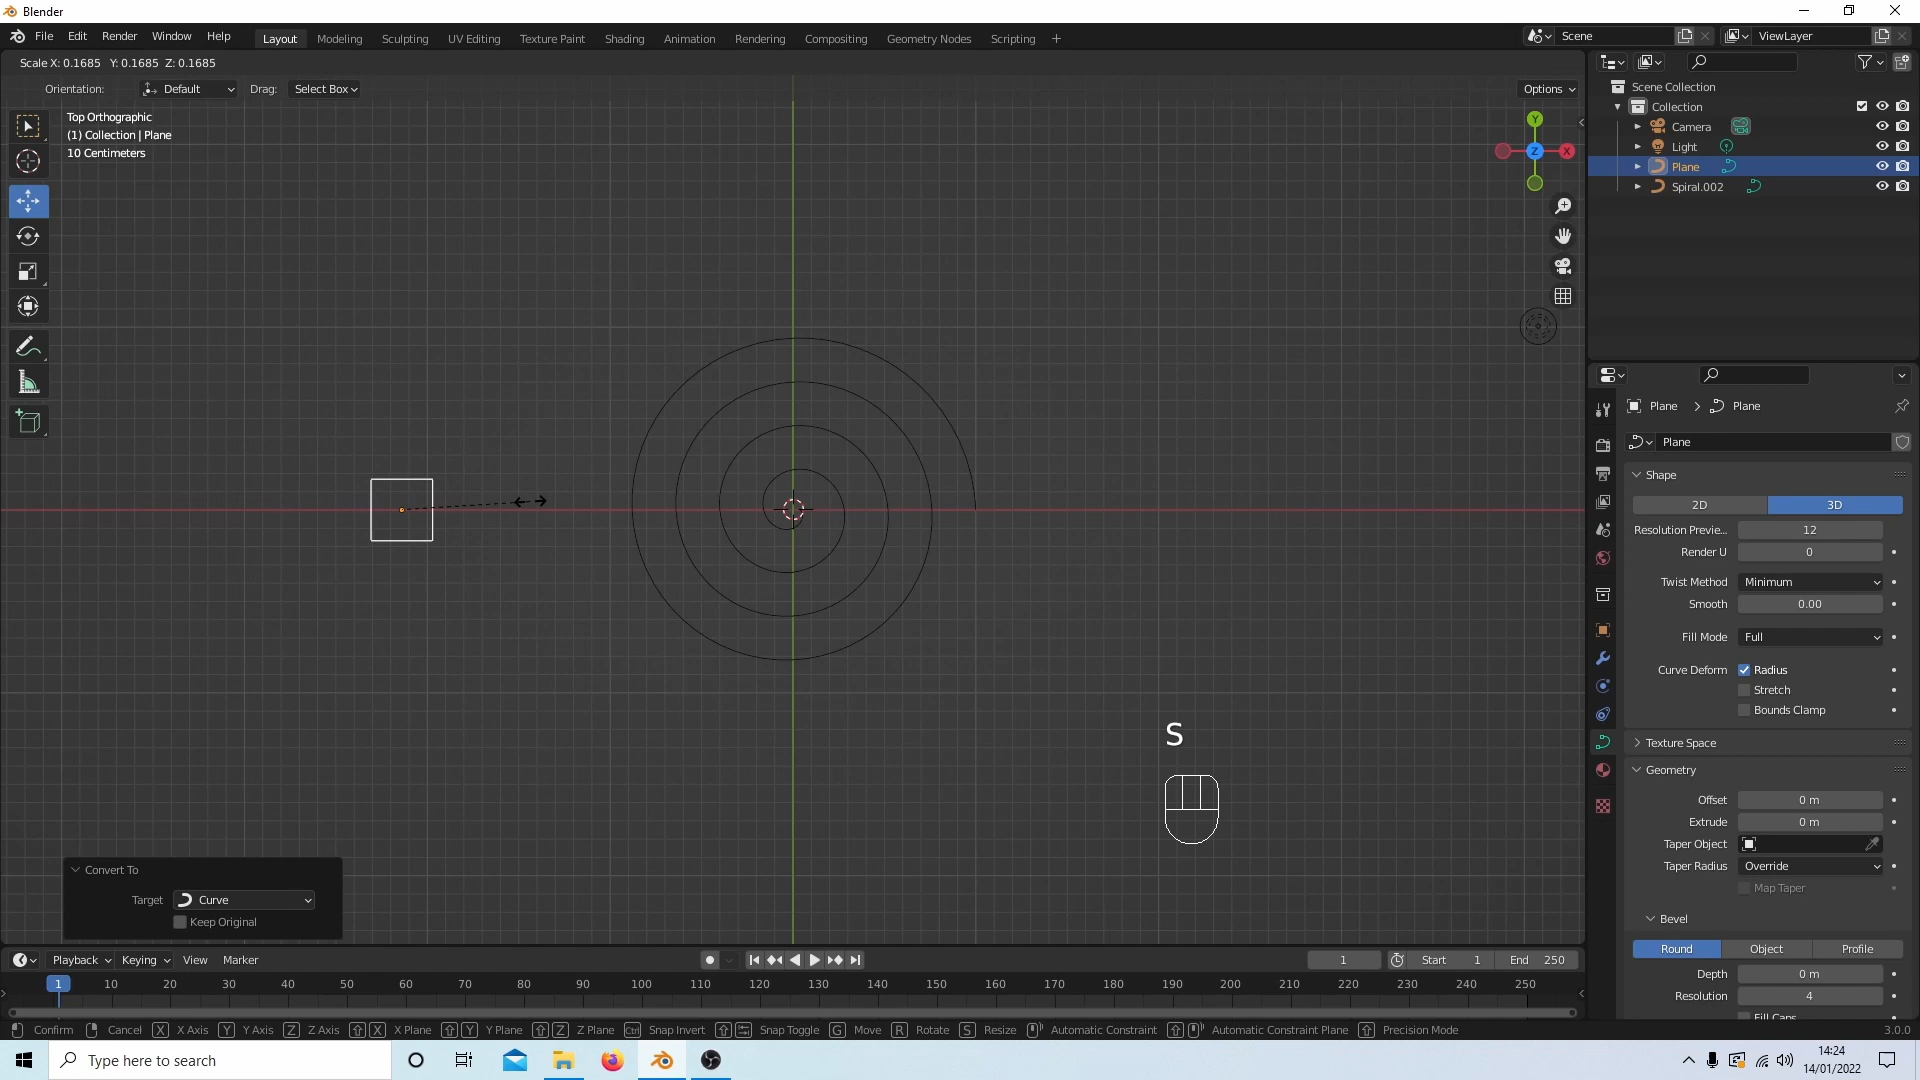 Blender
File Edit Render Window Help Layout Modeling Sculpting UV Editing Texture Paint Shading Animation Rendering Compositing Geometry Nodes Scripting Scene ViewLayer
Scale X: 0.1685 Y: 0.1685 Z: 0.1685
Orientation: Default Drag: Select Box Options
Top Orthographic
(1) Collection | Plane
10 Centimeters
Y
Z
X
Scene Collection
Collection
Camera
Light
Plane
Spiral.002
Plane > Plane
Plane
Shape
2D 3D
Resolution Previe... 12
Render U 0
Twist Method Minimum
Smooth 0.00
Fill Mode Full
Curve Deform Radius
Stretch
Bounds Clamp
Texture Space
Geometry
Offset 0 m
Extrude 0 m
Taper Object
Taper Radius Override
Map Taper
Bevel
Round Object Profile
Depth 0 m
Resolution 4
Fill Caps
S
Convert To
Target Curve
Keep Original
Playback Keying View Marker 1 Start 1 End 250
1 10 20 30 40 50 60 70 80 90 100 110 120 130 140 150 160 170 180 190 200 210 220 230 240 250
Confirm Cancel X X Axis Y Y Axis Z Z Axis X X Plane Y Y Plane Z Z Plane Ctrl Snap Invert Snap Toggle G Move R Rotate S Resize Automatic Constraint Automatic Constraint Plane Precision Mode 3.0.0
Type here to search
14:24
14/01/2022